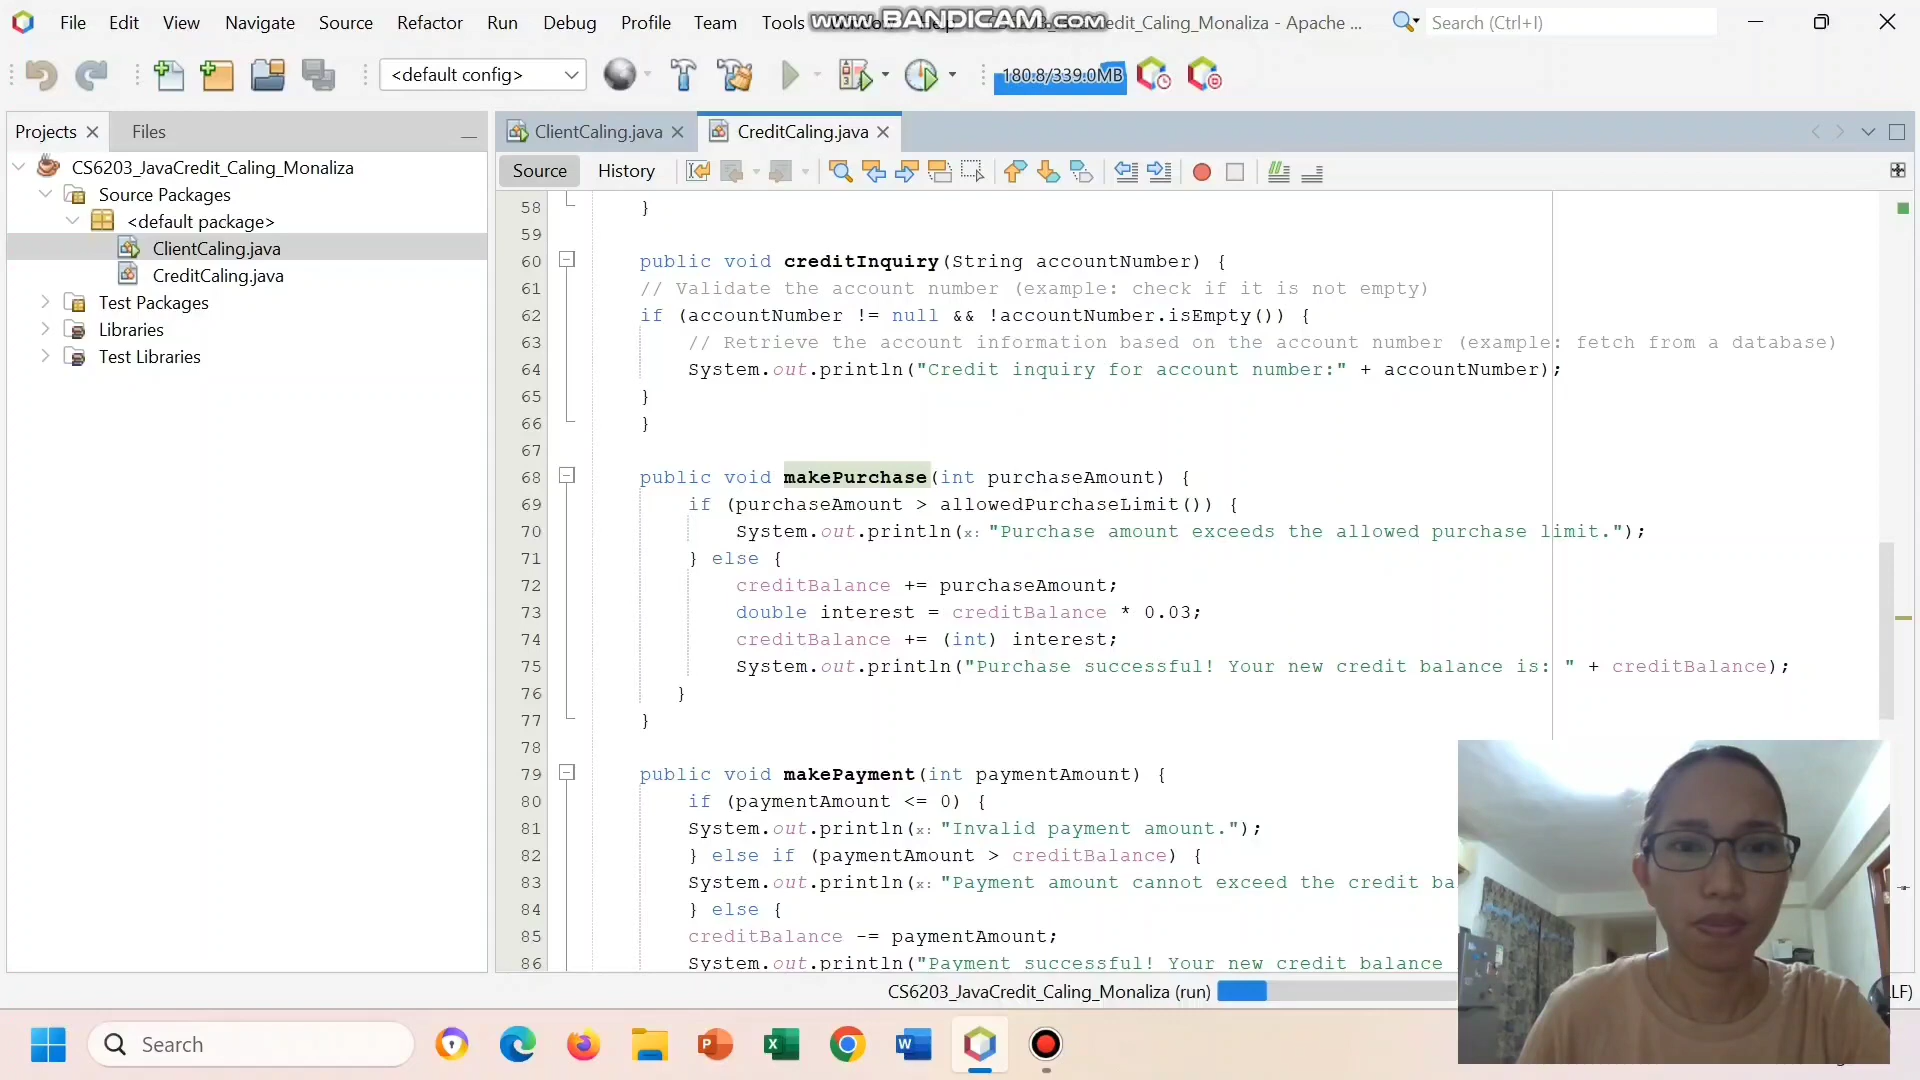 File Edit View Navigate Source Refactor Run Debug Profile Team Tools
www.BANDICAM.com
_Caling_Monaliza - Apache ...
Search (Ctrl+I)
<default config>
180.8/339.0MB
Projects
Files
ClientCaling.java
CreditCaling.java
CS6203_JavaCredit_Caling_Monaliza
Source Packages
<default package>
ClientCaling.java
CreditCaling.java
Test Packages
Libraries
Test Libraries
Source
History
58 }
59
60 public void creditInquiry(String accountNumber) {
61 // Validate the account number (example: check if it is not empty)
62 if (accountNumber != null && !accountNumber.isEmpty()) {
63 // Retrieve the account information based on the account number (example: fetch from a database)
64 System.out.println("Credit inquiry for account number:" + accountNumber);
65 }
66 }
67
68 public void makePurchase(int purchaseAmount) {
69 if (purchaseAmount > allowedPurchaseLimit()) {
70 System.out.println(x: "Purchase amount exceeds the allowed purchase limit.");
71 } else {
72 creditBalance += purchaseAmount;
73 double interest = creditBalance * 0.03;
74 creditBalance += (int) interest;
75 System.out.println("Purchase successful! Your new credit balance is: " + creditBalance);
76 }
77 }
78
79 public void makePayment(int paymentAmount) {
80 if (paymentAmount <= 0) {
81 System.out.println(x: "Invalid payment amount.");
82 } else if (paymentAmount > creditBalance) {
83 System.out.println(x: "Payment amount cannot exceed the credit ba
84 } else {
85 creditBalance -= paymentAmount;
86 System.out.println("Payment successful! Your new credit balance
CS6203_JavaCredit_Caling_Monaliza (run)
LF)
Search